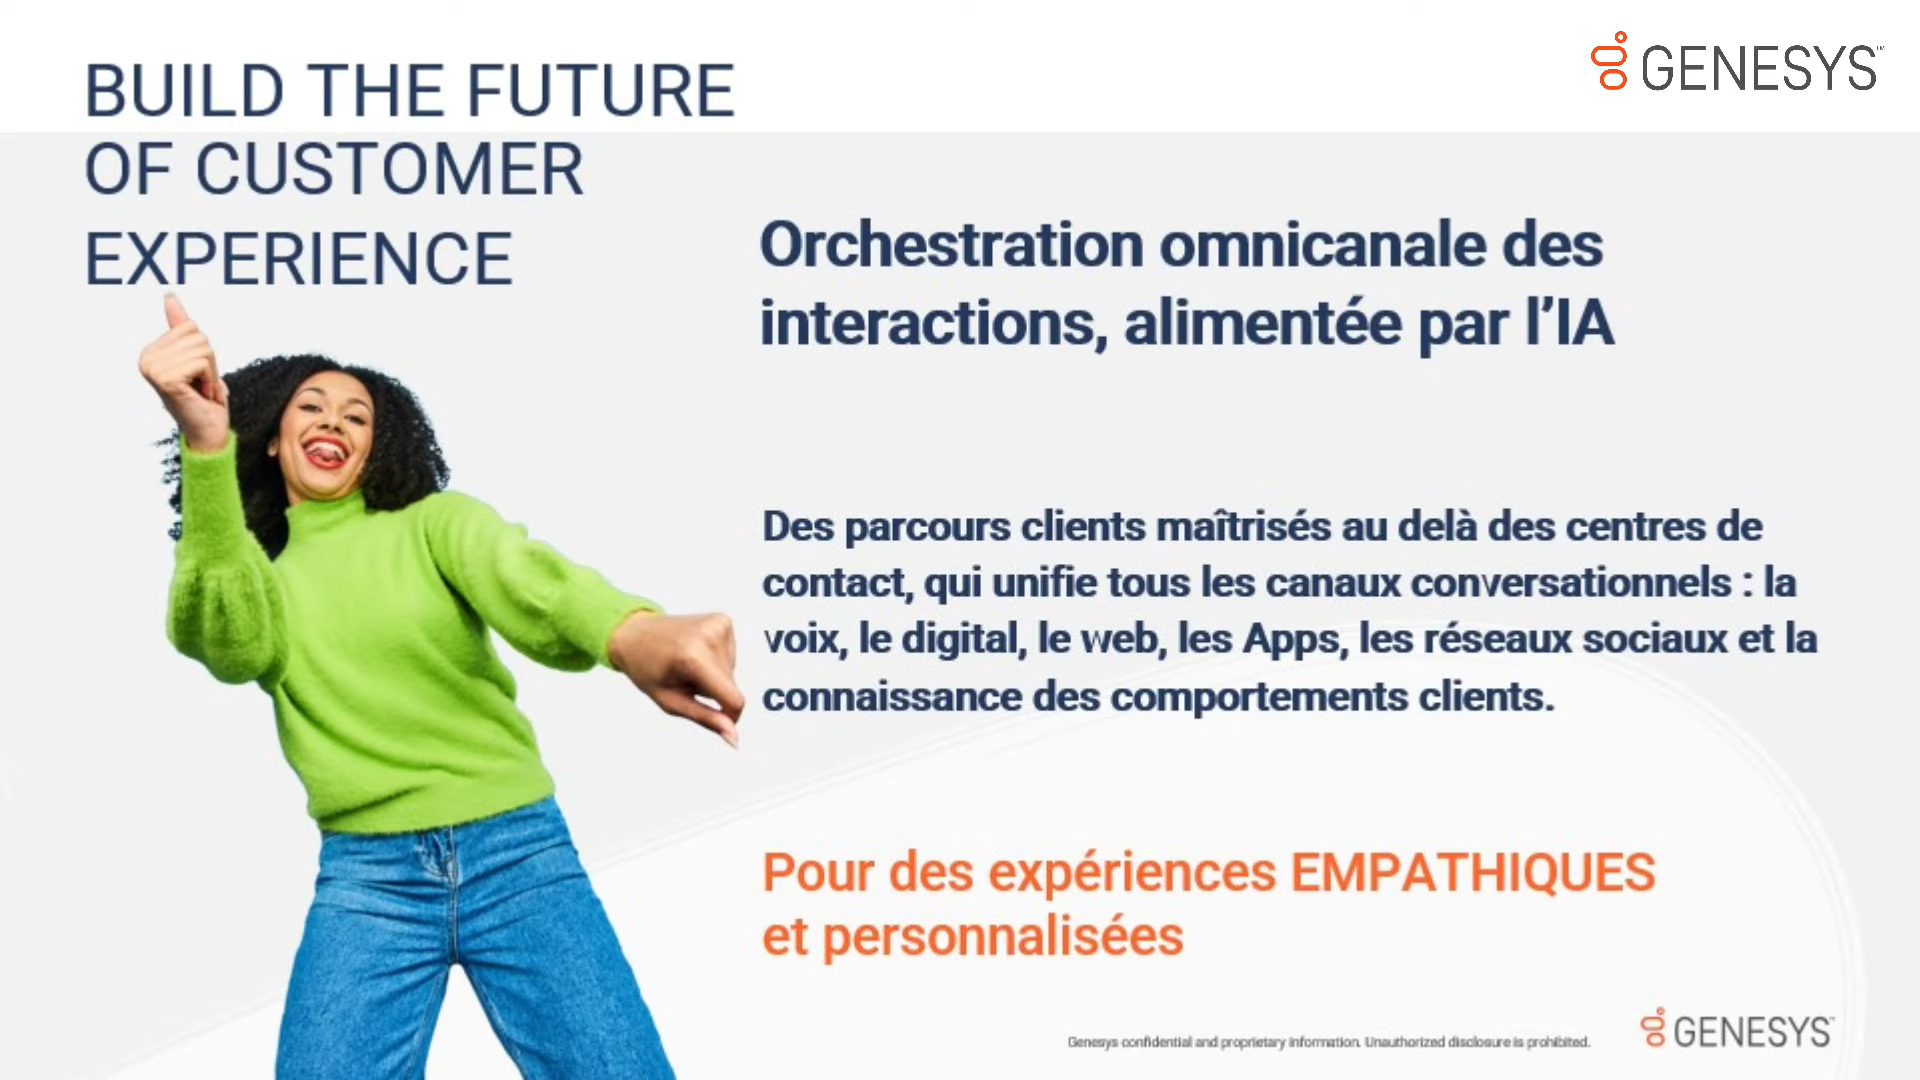 BUILD THE FUTURE
OF CUSTOMER
EXPERIENCE
GENESYS™
Orchestration omnicanale des
interactions, alimentée par l’IA
Des parcours clients maîtrisés au delà des centres de
contact, qui unifie tous les canaux conversationnels : la
voix, le digital, le web, les Apps, les réseaux sociaux et la
connaissance des comportements clients.
Pour des expériences EMPATHIQUES
et personnalisées
Genesys confidential and proprietary information. Unauthorized disclosure is prohibited.
GENESYS™